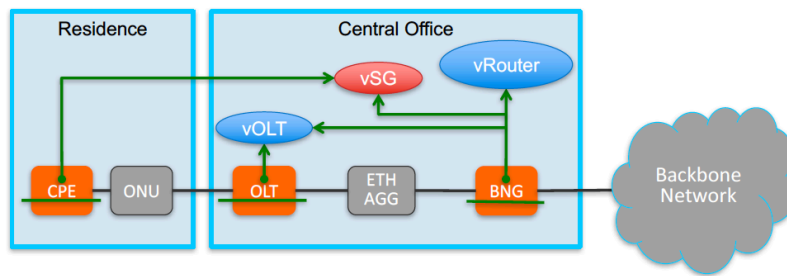 Residence
Central Office
vSG
vRouter
vOLT
CPE
ONU
OLT
ETH
AGG
BNG
Backbone
Network